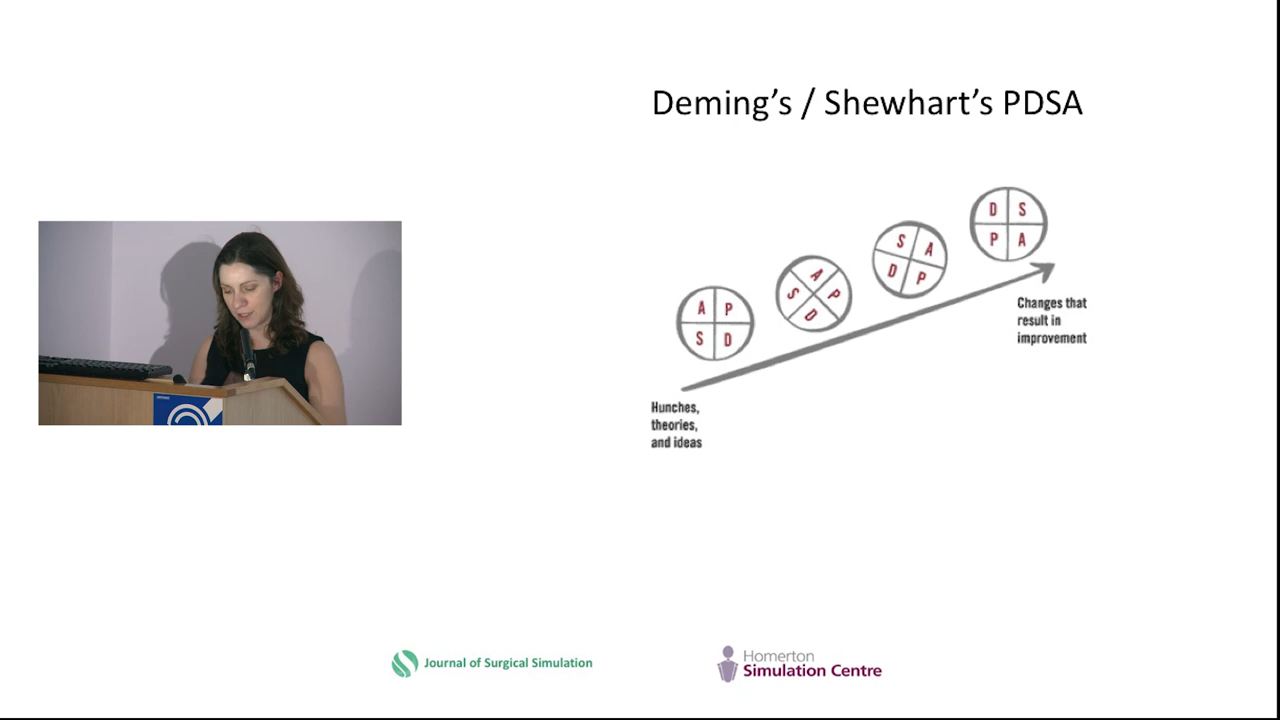 Deming's / Shewhart's PDSA
A P
S D
A P
S D
S A
D P
D S
P A
Changes that
result in
improvement
Hunches,
theories,
and ideas
Journal of Surgical Simulation
Homerton
Simulation Centre